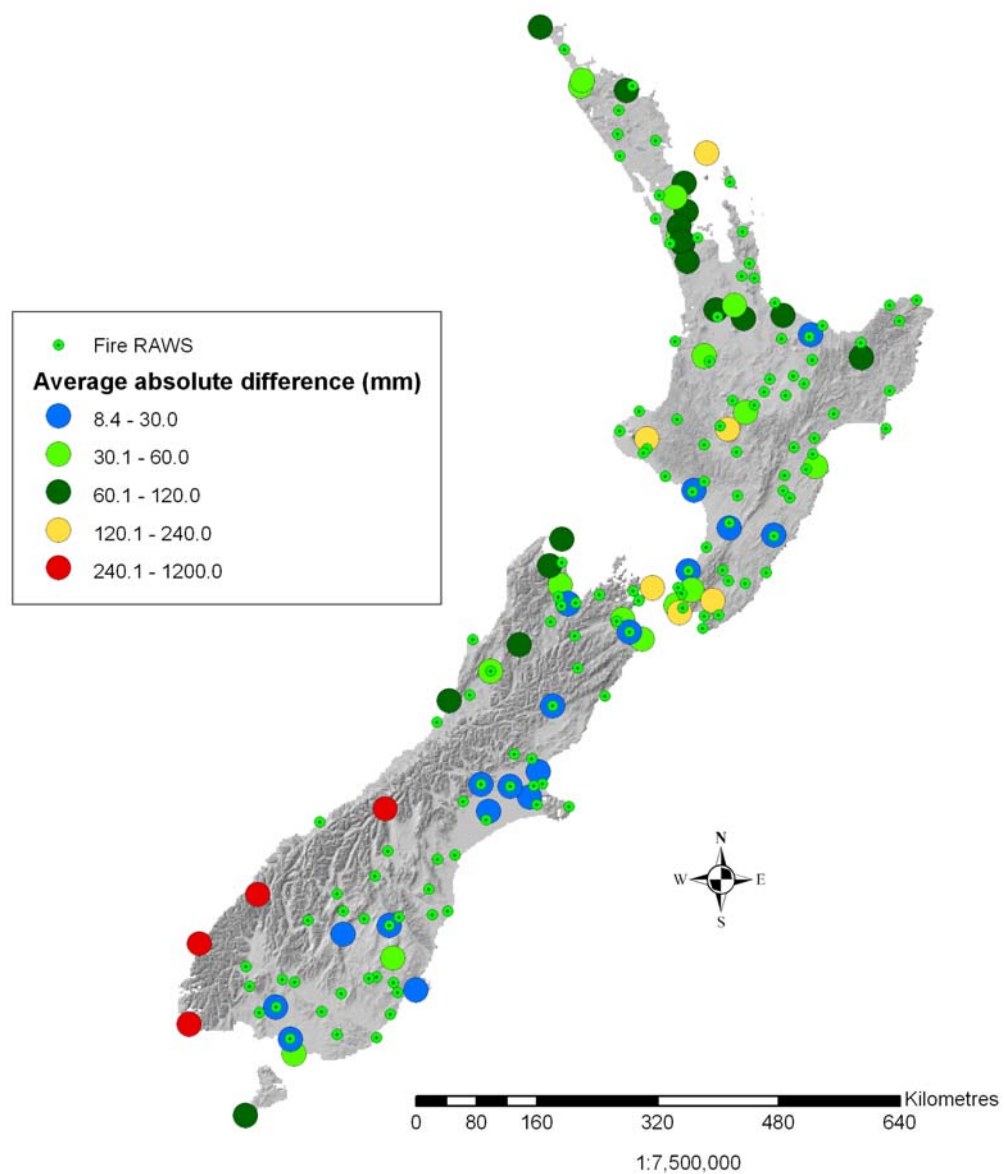 Fire RAWS
Average absolute difference (mm)
8.4 - 30.0
30.1 - 60.0
60.1 - 120.0
120.1 - 240.0
240.1 - 1200.0
N
W E
S
Kilometres
0 80 160 320 480 640
1:7,500,000